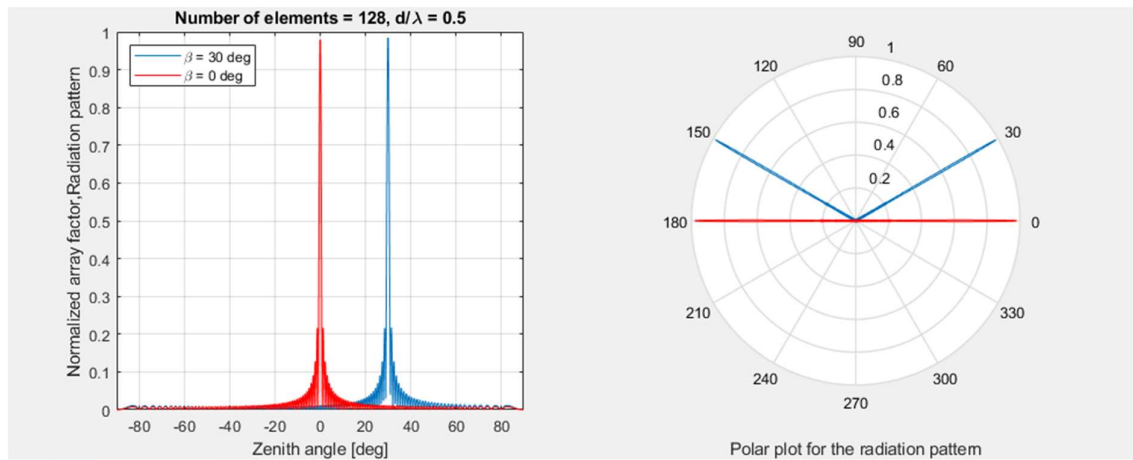 Number of elements = 128, d/λ = 0.5
β = 30 deg
β = 0 deg
Normalized array factor,Radiation pattern
1
0.9
0.8
0.7
0.6
0.5
0.4
0.3
0.2
0.1
0
-80 -60 -40 -20 0 20 40 60 80
Zenith angle [deg]
90 1
120 0.8 60
0.6
150 0.4 30
0.2
180 0
210 330
240 300
270
Polar plot for the radiation pattern